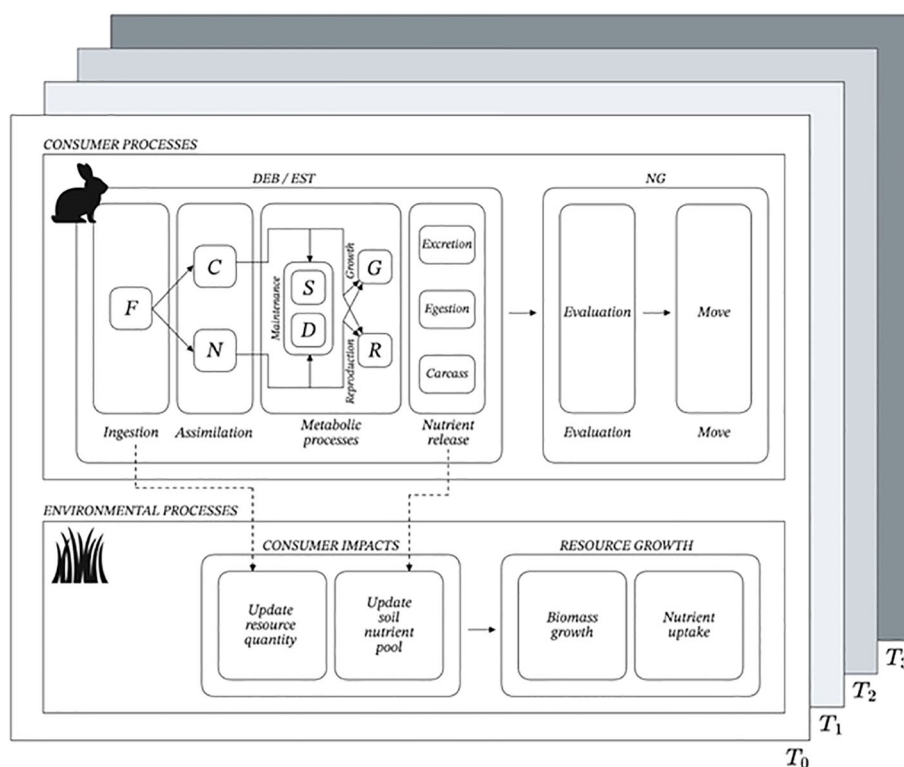 CONSUMER PROCESSES
DEB / EST
NG
F
C
N
Maintenance
S
D
Growth
Reproduction
G
R
Excretion
Egestion
Carcass
Evaluation
Move
Ingestion
Assimilation
Metabolic
processes
Nutrient
release
Evaluation
Move
ENVIRONMENTAL PROCESSES
CONSUMER IMPACTS
RESOURCE GROWTH
Update
resource
quantity
Update
soil
nutrient
pool
Biomass
growth
Nutrient
uptake
T₃
T₂
T₁
T₀